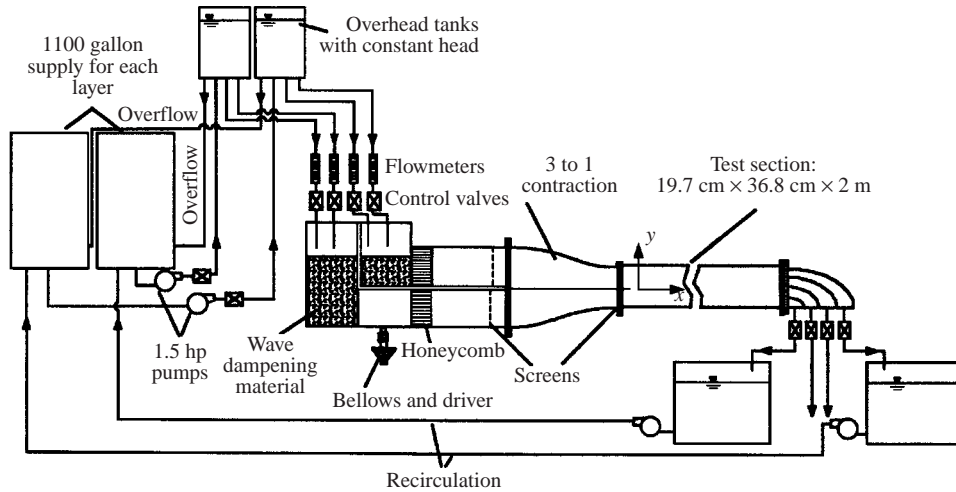 1100 gallon
supply for each
layer
Overhead tanks
with constant head
Overflow
Overflow
Flowmeters
Control valves
3 to 1
contraction
Test section:
19.7 cm × 36.8 cm × 2 m
y
x
1.5 hp
pumps
Wave
dampening
material
Honeycomb
Screens
Bellows and driver
Recirculation